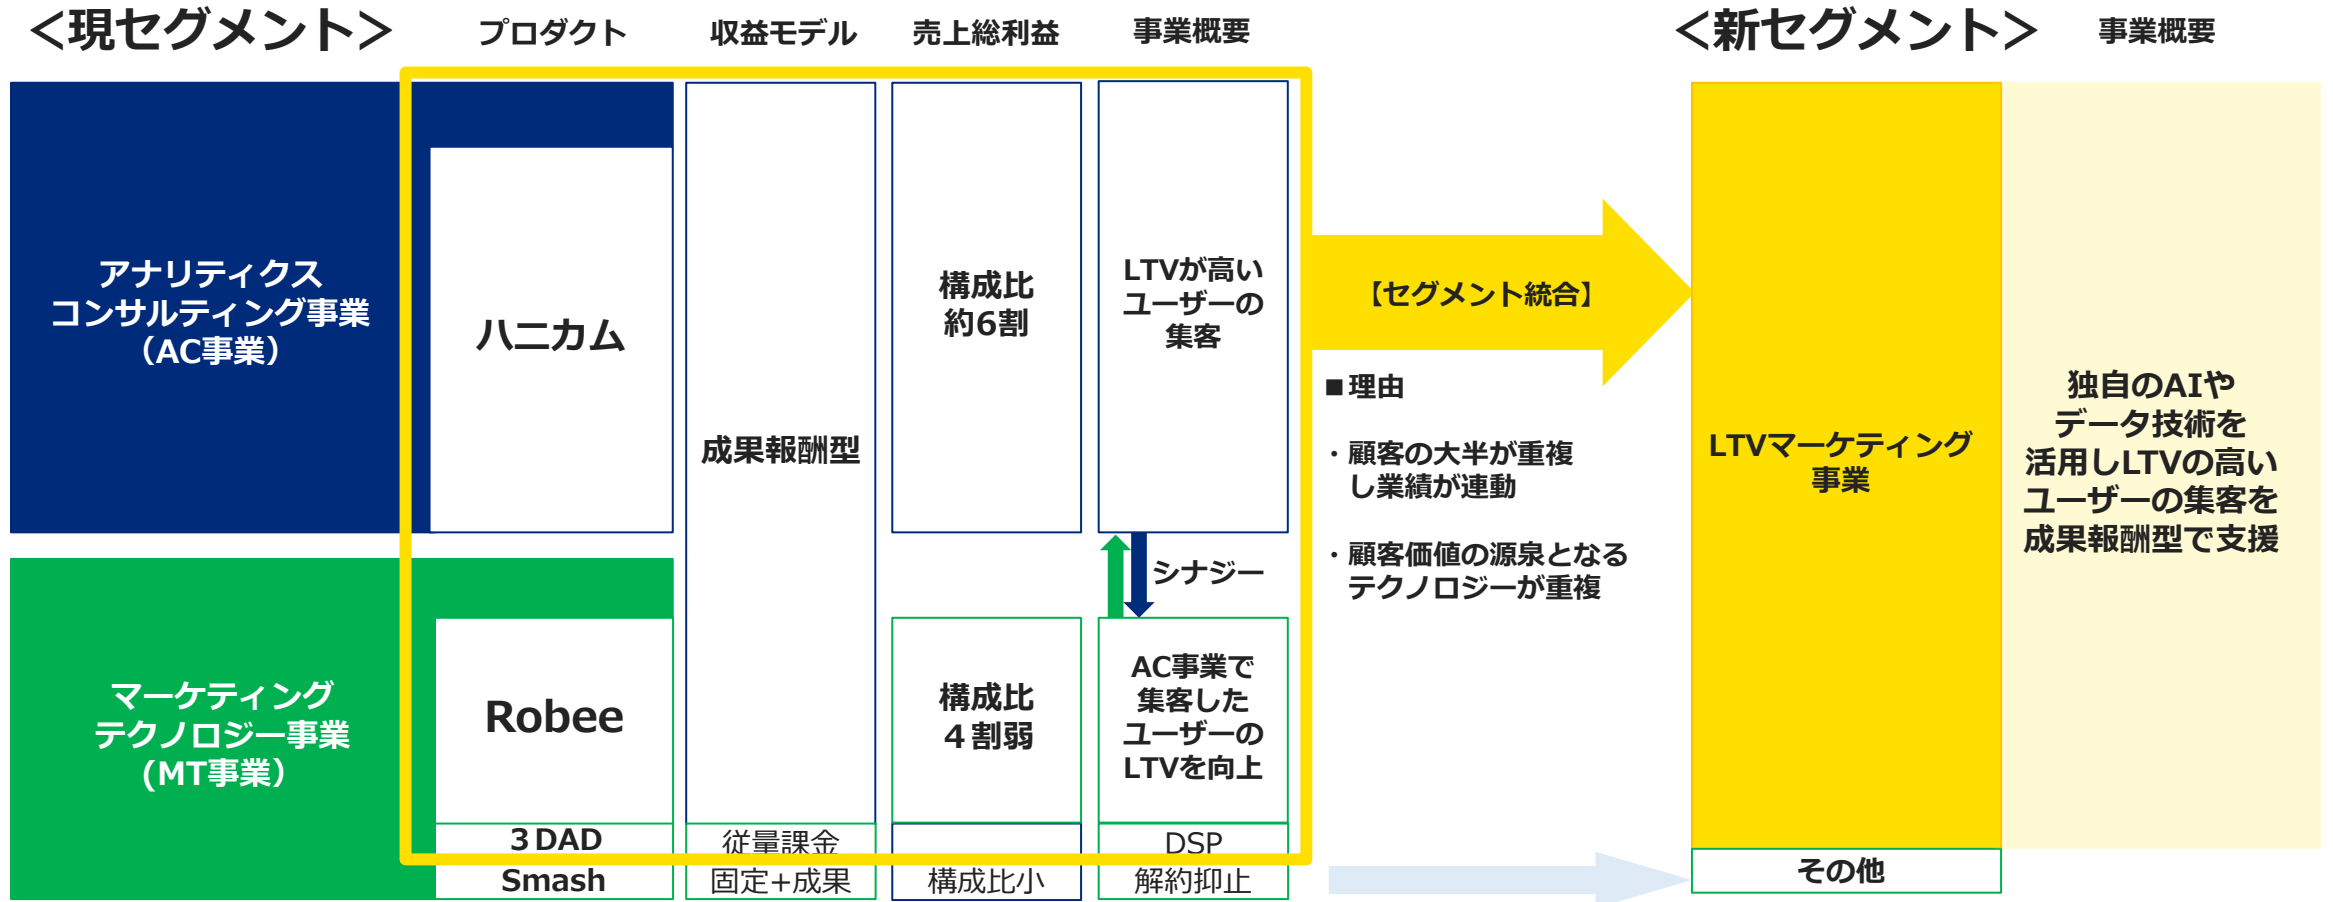 ＜現セグメント＞
プロダクト
収益モデル
売上総利益
事業概要
＜新セグメント＞
事業概要
アナリティクス
コンサルティング事業
（AC事業）
ハニカム
成果報酬型
構成比
約6割
LTVが高い
ユーザーの
集客
シナジー
マーケティング
テクノロジー事業
(MT事業）
Robee
構成比
４割弱
AC事業で
集客した
ユーザーの
LTVを向上
３DAD
従量課金
DSP
Smash
固定+成果
構成比小
解約抑止
【セグメント統合】
■理由
・顧客の大半が重複
し業績が連動
・顧客価値の源泉となる
テクノロジーが重複
LTVマーケティング
事業
独自のAIや
データ技術を
活用しLTVの高い
ユーザーの集客を
成果報酬型で支援
その他